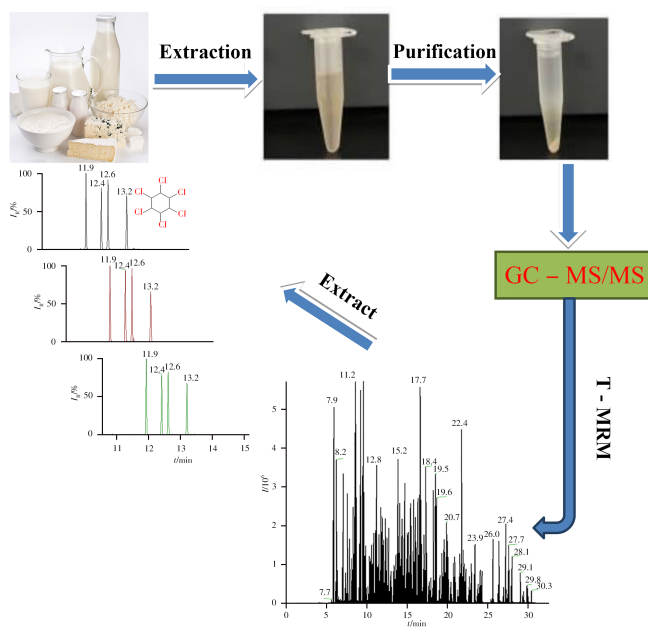 Extraction
Purification
GC – MS/MS
T - MRM
Extract
11.9
12.4
12.6
13.2
Cl
Cl
Cl
Cl
Cl
Cl
100
50
0
IR/%
11.9
12.4
12.6
13.2
100
50
0
IR/%
11.9
12.4
12.6
13.2
100
50
0
IR/%
11 12 13 14 15
t/min
7.9
11.2
17.7
22.4
8.2
12.8
15.2
18.4
19.5
19.6
20.7
23.9
26.0
27.4
27.7
28.1
29.1
29.8
30.3
7.7
5
4
3
2
1
0
I/10⁶
0 5 10 15 20 25 30
t/min